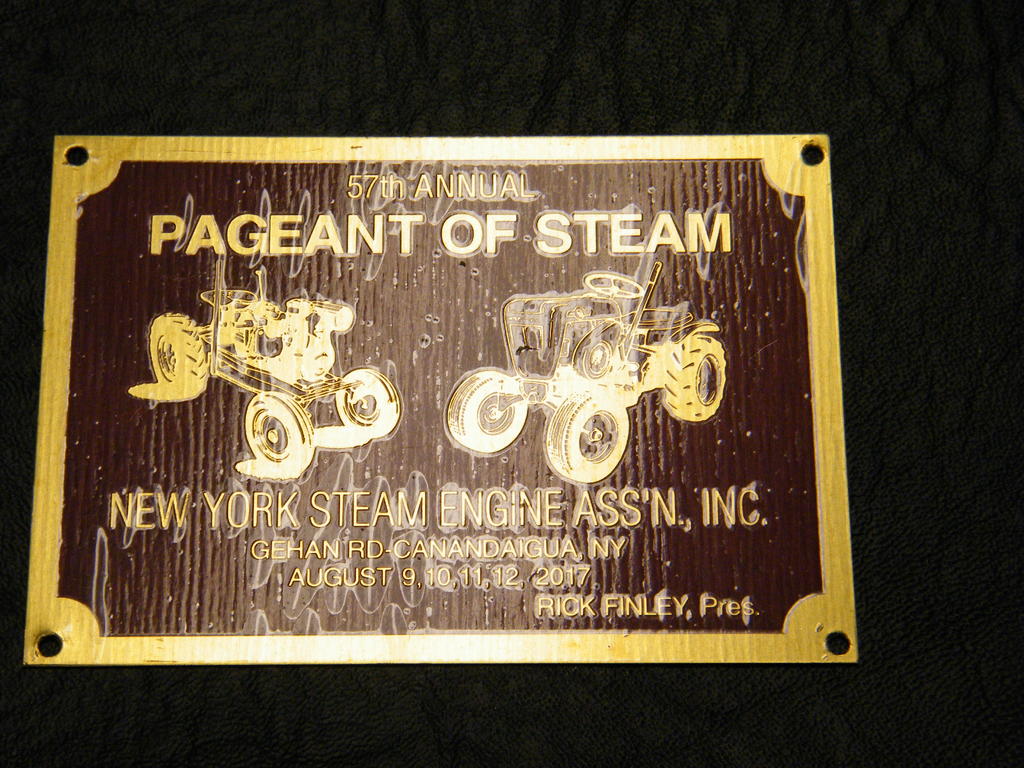 57th ANNUAL
PAGEANT OF STEAM
NEW YORK STEAM ENGINE ASS'N., INC.
GEHAN RD-CANANDAIGUA, NY
AUGUST 9,10,11,12, 2017
RICK FINLEY, Pres.